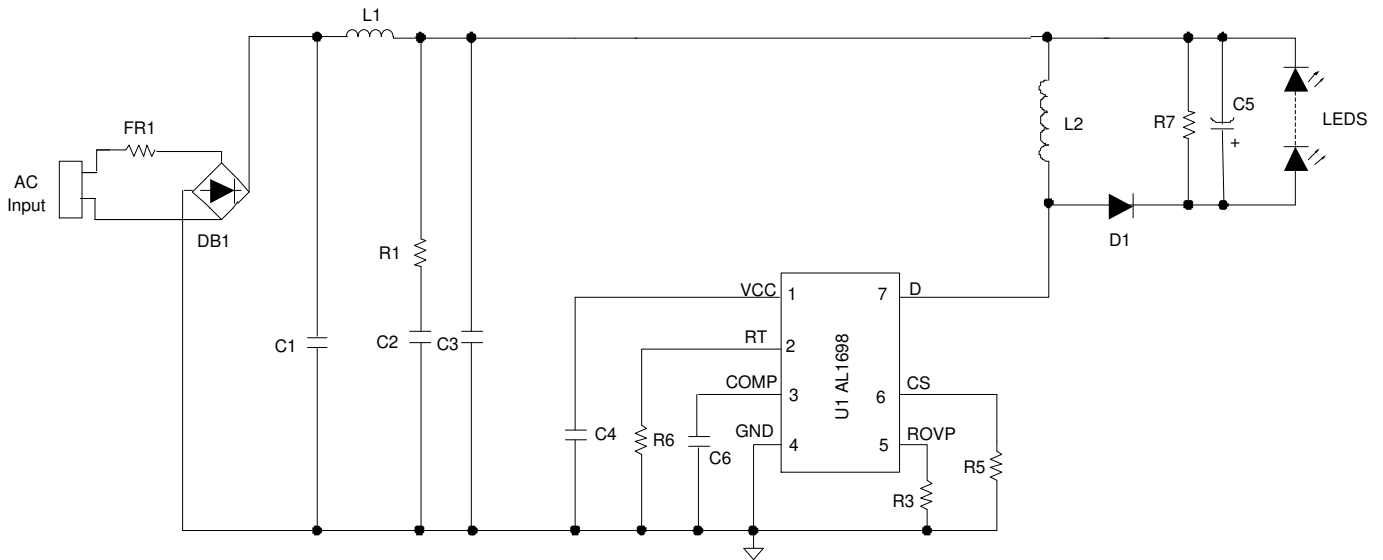 L1
FR1
AC
Input
DB1
R1
C1
C2
C3
L2
R7
C5
+
LEDS
D1
VCC
1
7
D
RT
2
COMP
3
6
CS
GND
4
5
ROVP
U1 AL1698
C4
R6
C6
R3
R5